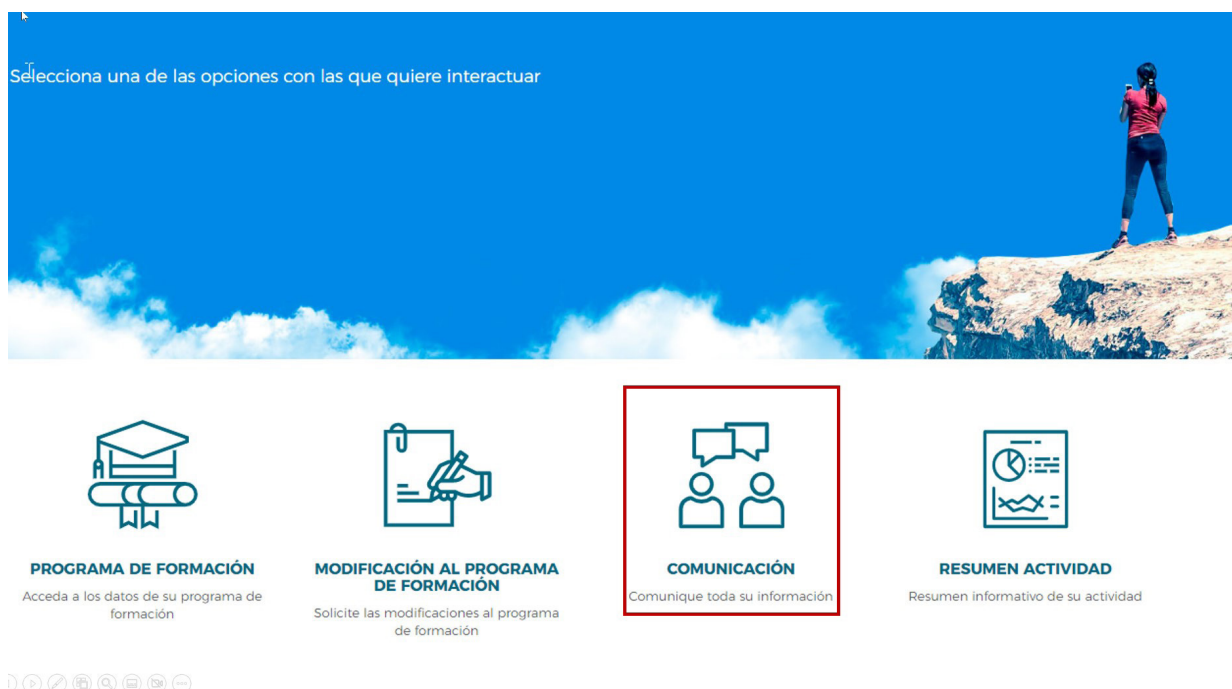 Selecciona una de las opciones con las que quiere interactuar
PROGRAMA DE FORMACIÓN
Acceda a los datos de su programa de
formación
MODIFICACIÓN AL PROGRAMA
DE FORMACIÓN
Solicite las modificaciones al programa
de formación
COMUNICACIÓN
Comunique toda su información
RESUMEN ACTIVIDAD
Resumen informativo de su actividad